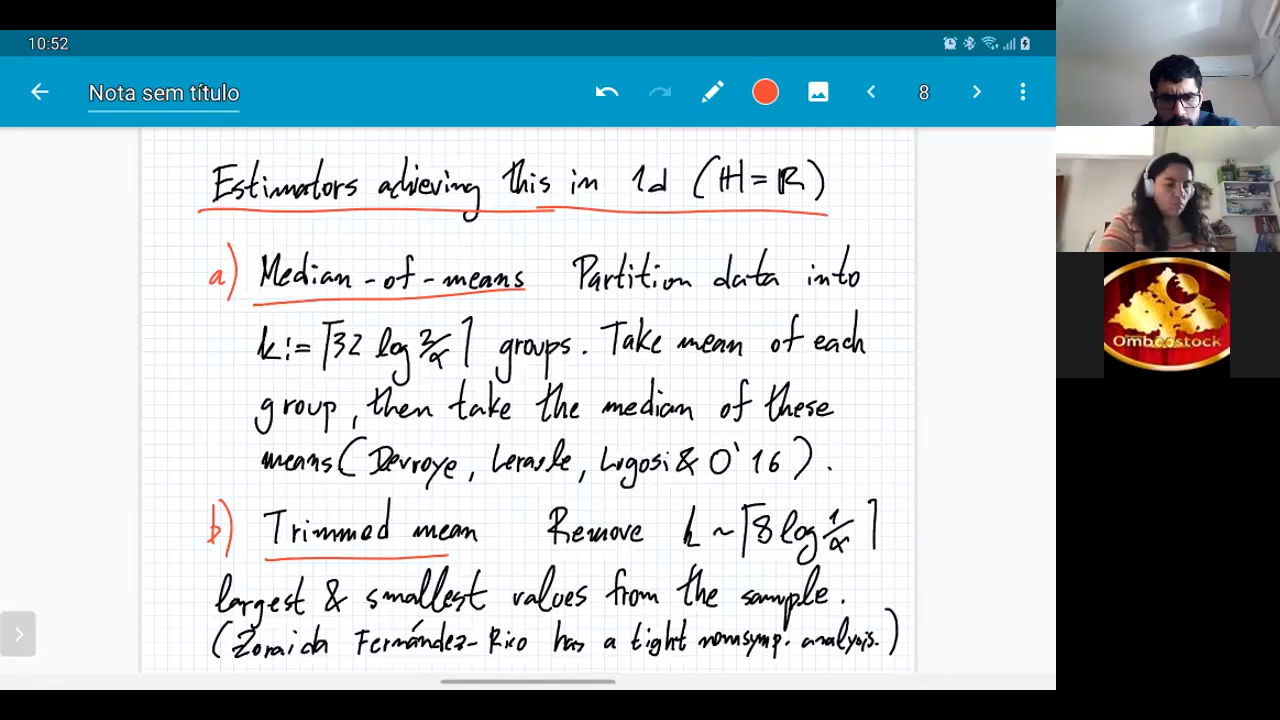 10:52
Nota sem título
8
Estimators achieving this in 1d (ℍ=ℝ)
a) Median-of-means Partition data into
k:=⌈32 log 2/α⌉ groups. Take mean of each
group, then take the median of these
means (Devroye, Lerasle, Lugosi & O' 16).
b) Trimmed mean Remove k ~ ⌈8 log 1/α⌉
largest & smallest values from the sample.
(Zoraida Fernández-Rico has a tight nonasymp. analysis.)
Ombcostock